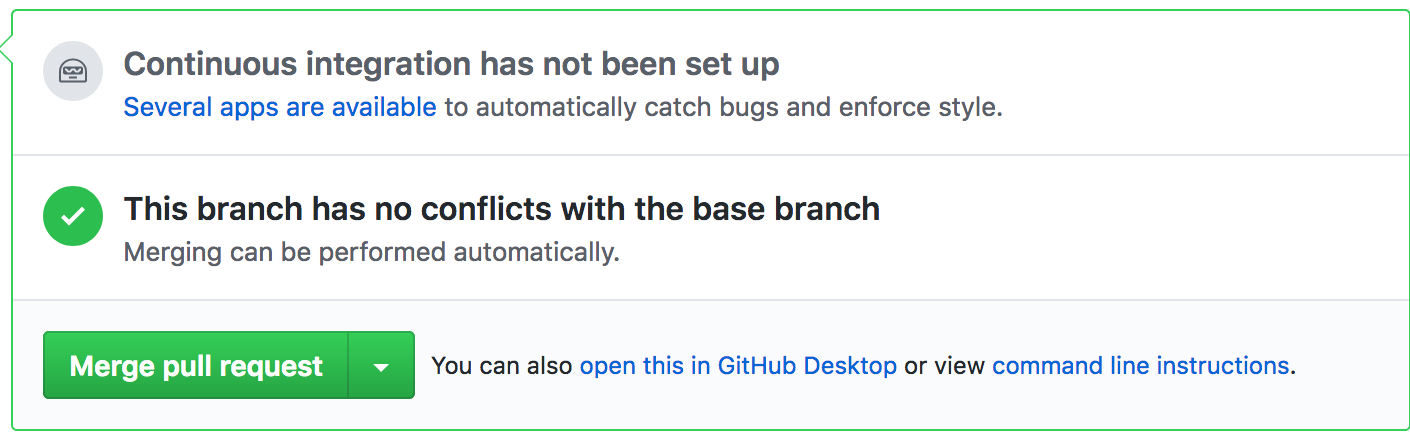 Continuous integration has not been set up
Several apps are available to automatically catch bugs and enforce style.
This branch has no conflicts with the base branch
Merging can be performed automatically.
Merge pull request You can also open this in GitHub Desktop or view command line instructions.